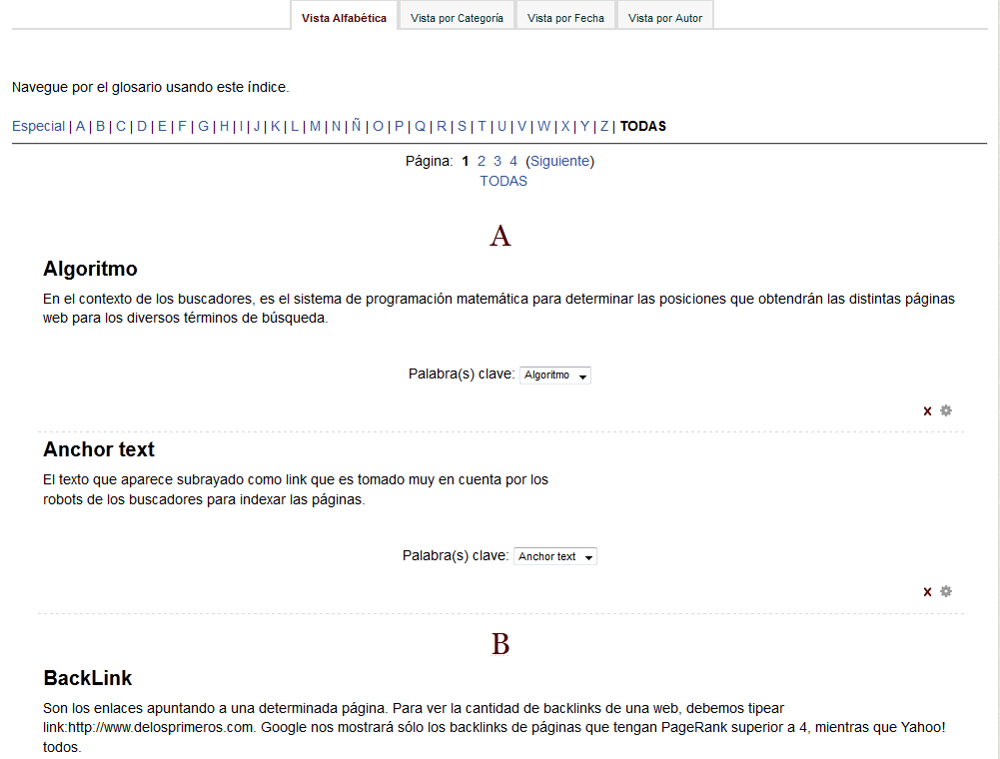 Vista Alfabética Vista por Categoría Vista por Fecha Vista por Autor
Navegue por el glosario usando este índice.
Especial | A | B | C | D | E | F | G | H | I | J | K | L | M | N | Ñ | O | P | Q | R | S | T | U | V | W | X | Y | Z | TODAS
Página: 1 2 3 4 (Siguiente)
TODAS
A
Algoritmo
En el contexto de los buscadores, es el sistema de programación matemática para determinar las posiciones que obtendrán las distintas páginas
web para los diversos términos de búsqueda.
Palabra(s) clave: Algoritmo
Anchor text
El texto que aparece subrayado como link que es tomado muy en cuenta por los
robots de los buscadores para indexar las páginas.
Palabra(s) clave: Anchor text
B
BackLink
Son los enlaces apuntando a una determinada página. Para ver la cantidad de backlinks de una web, debemos tipear
link:http://www.delosprimeros.com. Google nos mostrará sólo los backlinks de páginas que tengan PageRank superior a 4, mientras que Yahoo!
todos.